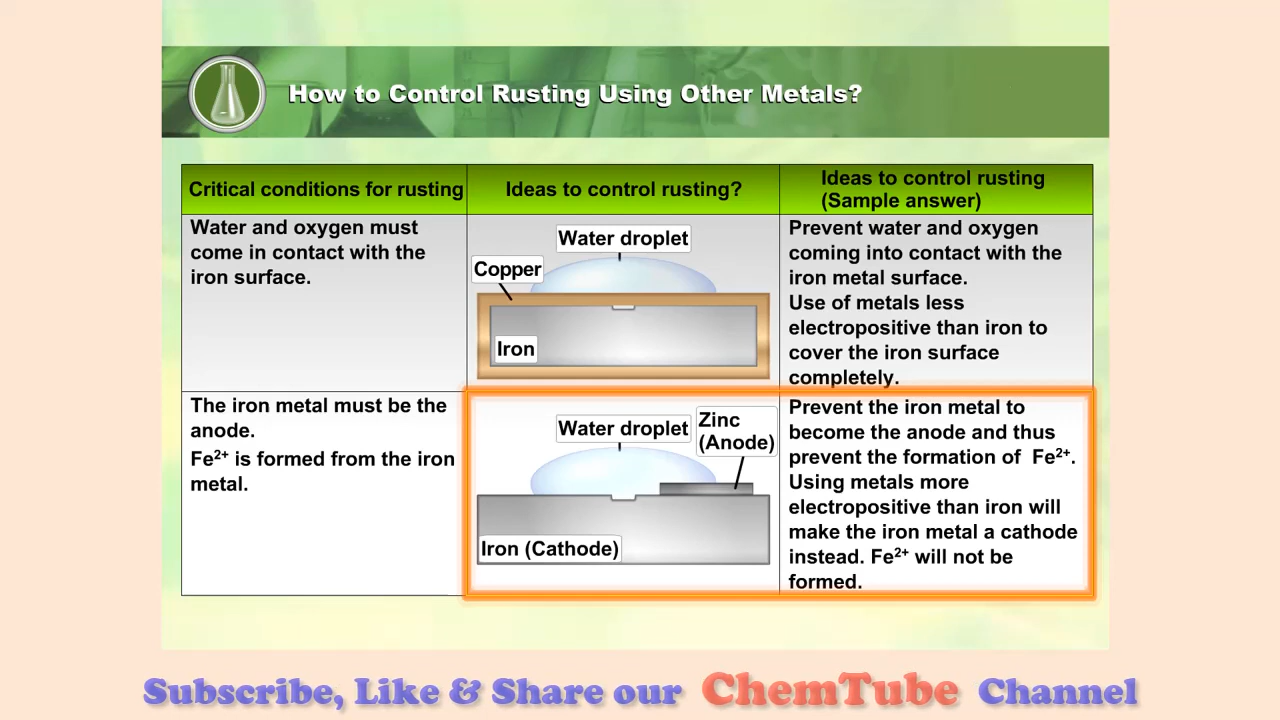 How to Control Rusting Using Other Metals?
Critical conditions for rusting
Ideas to control rusting?
Ideas to control rusting
(Sample answer)
Water and oxygen must
come in contact with the
iron surface.
Water droplet
Copper
Iron
Prevent water and oxygen
coming into contact with the
iron metal surface.
Use of metals less
electropositive than iron to
cover the iron surface
completely.
The iron metal must be the
anode.
Fe²⁺ is formed from the iron
metal.
Water droplet
Zinc
(Anode)
Iron (Cathode)
Prevent the iron metal to
become the anode and thus
prevent the formation of Fe²⁺.
Using metals more
electropositive than iron will
make the iron metal a cathode
instead. Fe²⁺ will not be
formed.
Subscribe, Like & Share our ChemTube Channel